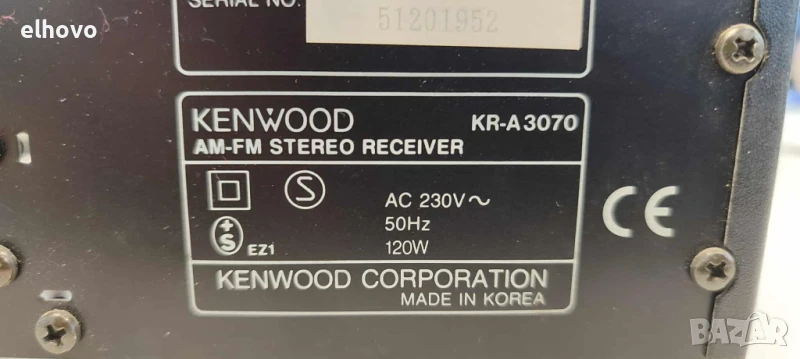 elhovo
SERIAL NO.
51201952
KENWOOD KR-A3070
AM-FM STEREO RECEIVER
S
AC 230V~
50Hz
+S EZ1 120W
KENWOOD CORPORATION
MADE IN KOREA
CE
BAZAR